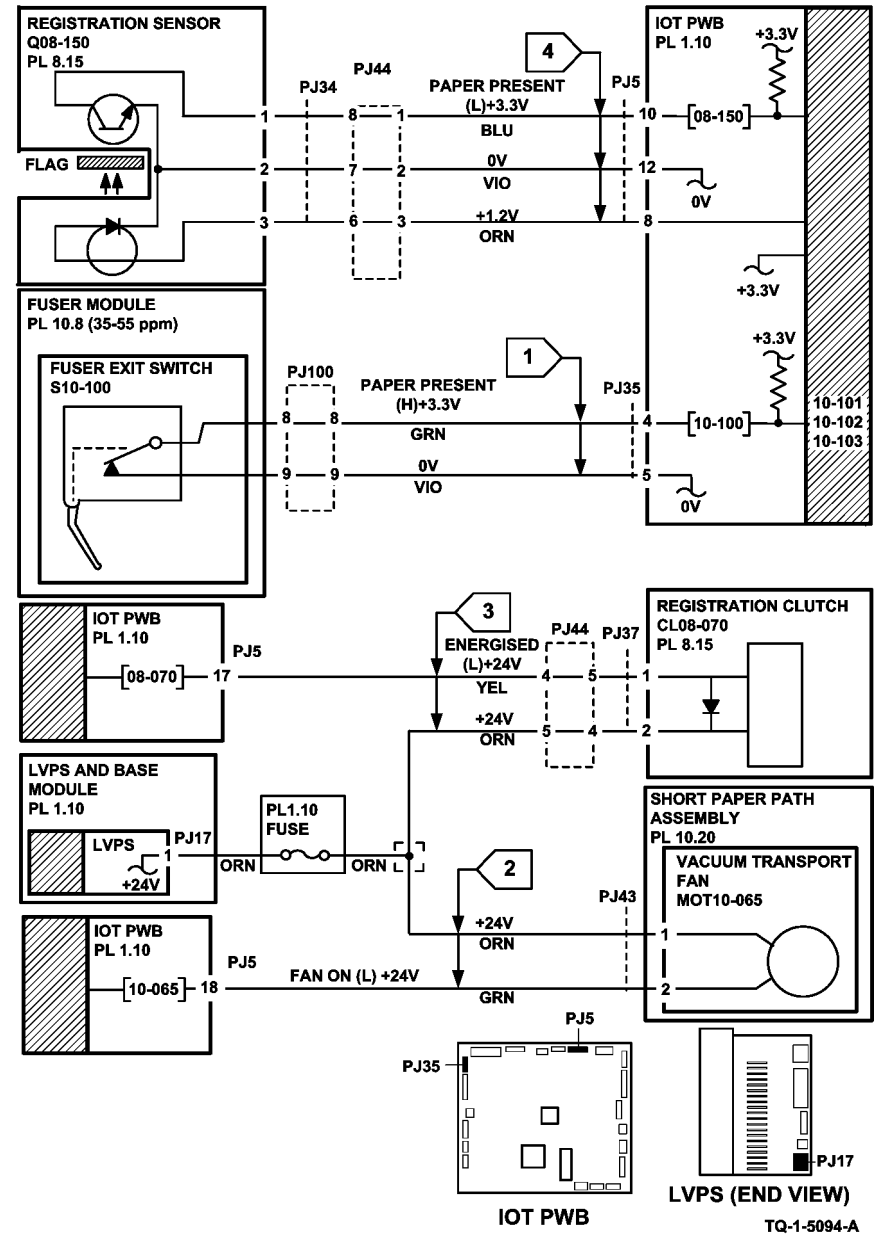 REGISTRATION SENSOR
Q08-150
PL 8.15
FLAG
1
2
3
PJ34
PJ44
8 1
7 2
6 3
4
PAPER PRESENT
(L)+3.3V
BLU
0V
VIO
+1.2V
ORN
PJ5
10
12
8
IOT PWB
PL 1.10
+3.3V
08-150
0V
+3.3V
FUSER MODULE
PL 10.8 (35-55 ppm)
FUSER EXIT SWITCH
S10-100
PJ100
8 8
9 9
1
PAPER PRESENT
(H)+3.3V
GRN
0V
VIO
PJ35
4
5
+3.3V
10-100
0V
10-101
10-102
10-103
IOT PWB
PL 1.10
08-070
PJ5
17
3
ENERGISED
(L)+24V
YEL
+24V
ORN
PJ44
4 5
5 4
PJ37
1
2
REGISTRATION CLUTCH
CL08-070
PL 8.15
LVPS AND BASE
MODULE
PL 1.10
LVPS
+24V
PJ17
1
ORN
PL1.10
FUSE
ORN
2
+24V
ORN
PJ43
1
2
SHORT PAPER PATH
ASSEMBLY
PL 10.20
VACUUM TRANSPORT
FAN
MOT10-065
IOT PWB
PL 1.10
10-065
PJ5
18
FAN ON (L) +24V
GRN
PJ5
PJ35
IOT PWB
PJ17
LVPS (END VIEW)
TQ-1-5094-A